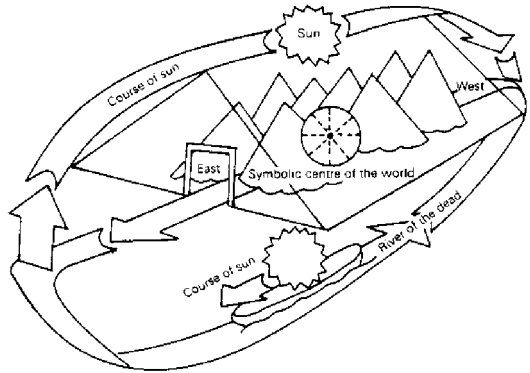 Sun
Course of sun
West
East
Symbolic centre of the world
River of the dead
Course of sun